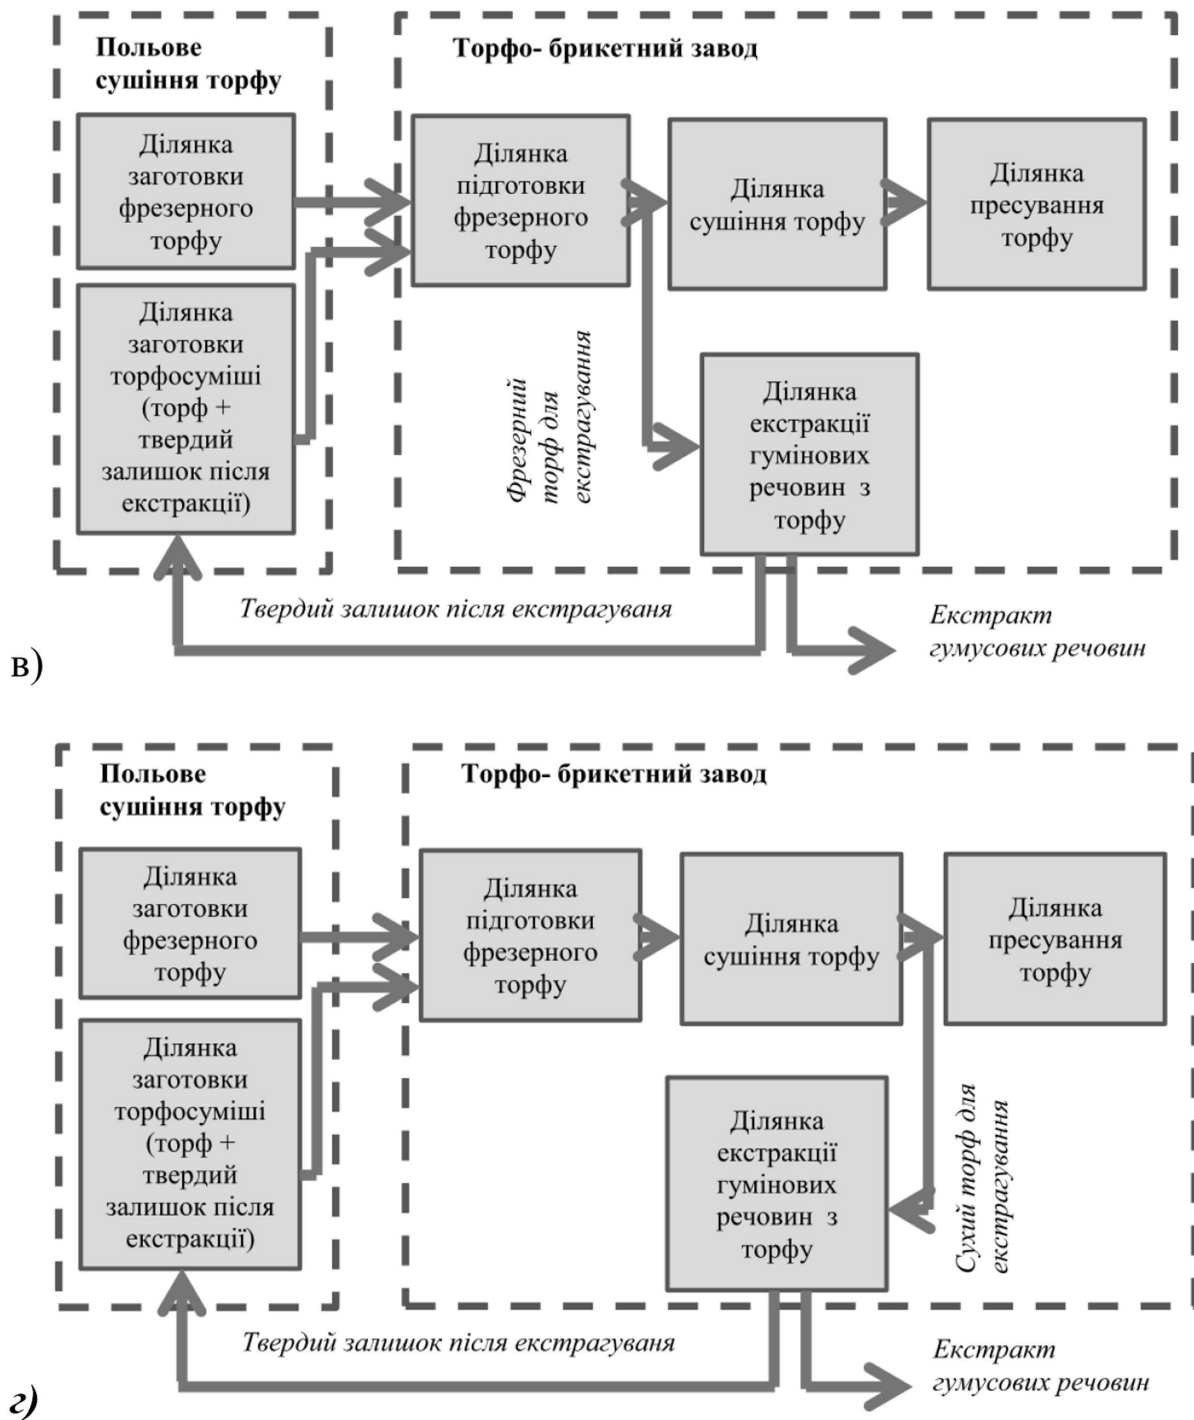 Польове
сушіння торфу
Ділянка
заготовки
фрезерного
торфу
Ділянка
заготовки
торфосуміші
(торф +
твердий
залишок після
екстракції)
Торфо- брикетний завод
Ділянка
підготовки
фрезерного
торфу
Ділянка
сушіння торфу
Ділянка
пресування
торфу
Фрезерний
торф для
екстрагування
Ділянка
екстракції
гумінових
речовин з
торфу
Твердий залишок після екстрагуваня
Екстракт
гумусових речовин
в)
Польове
сушіння торфу
Ділянка
заготовки
фрезерного
торфу
Ділянка
заготовки
торфосуміші
(торф +
твердий
залишок після
екстракції)
Торфо- брикетний завод
Ділянка
підготовки
фрезерного
торфу
Ділянка
сушіння торфу
Ділянка
пресування
торфу
Ділянка
екстракції
гумінових
речовин з
торфу
Сухий торф для
екстрагування
Твердий залишок після екстрагуваня
Екстракт
гумусових речовин
г)